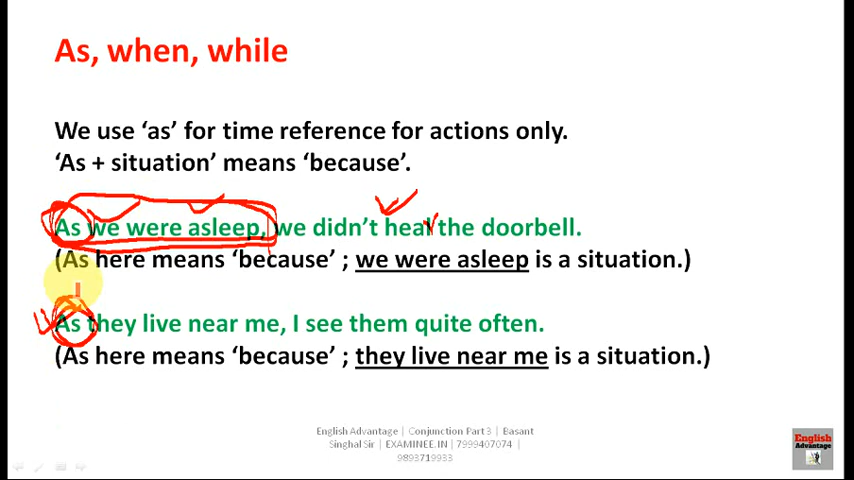 As, when, while
We use ‘as’ for time reference for actions only.
‘As + situation’ means ‘because’.
As we were asleep, we didn’t heal the doorbell.
(As here means ‘because’ ; we were asleep is a situation.)
As they live near me, I see them quite often.
(As here means ‘because’ ; they live near me is a situation.)
English Advantage | Conjunction Part 3 | Basant
Singhal Sir | EXAMINEE.IN | 7999407074 |
9893719933
English
Advantage